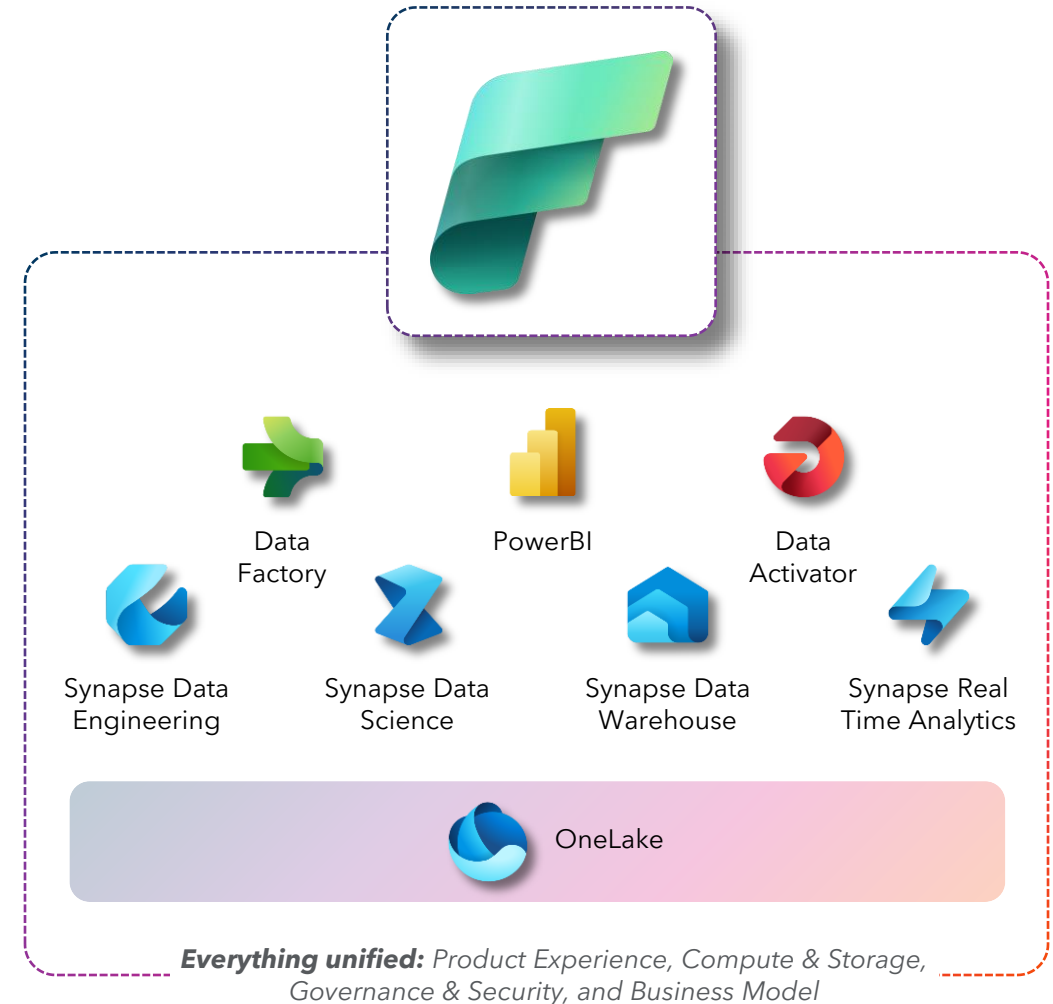 Data
Factory
PowerBI
Data
Activator
Synapse Data
Engineering
Synapse Data
Science
Synapse Data
Warehouse
Synapse Real
Time Analytics
OneLake
Everything unified: Product Experience, Compute & Storage,
Governance & Security, and Business Model